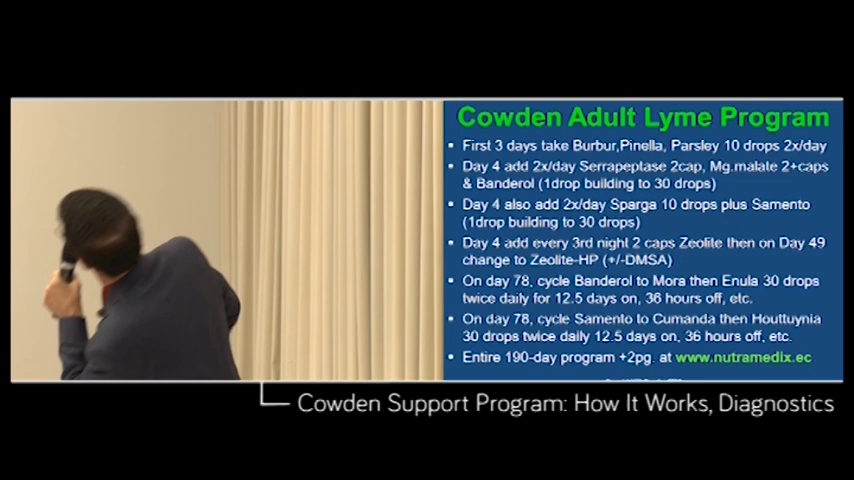 Cowden Adult Lyme Program
• First 3 days take Burbur,Pinella, Parsley 10 drops 2x/day
• Day 4 add 2x/day Serrapeptase 2cap, Mg.malate 2+caps
& Banderol (1drop building to 30 drops)
• Day 4 also add 2x/day Sparga 10 drops plus Samento
(1drop building to 30 drops)
• Day 4 add every 3rd night 2 caps Zeolite then on Day 49
change to Zeolite-HP (+/-DMSA)
• On day 78, cycle Banderol to Mora then Enula 30 drops
twice daily for 12.5 days on, 36 hours off, etc.
• On day 78, cycle Samento to Cumanda then Houttuynia
30 drops twice daily 12.5 days on, 36 hours off, etc.
• Entire 190-day program +2pg. at www.nutramedix.ec
Cowden Support Program: How It Works, Diagnostics